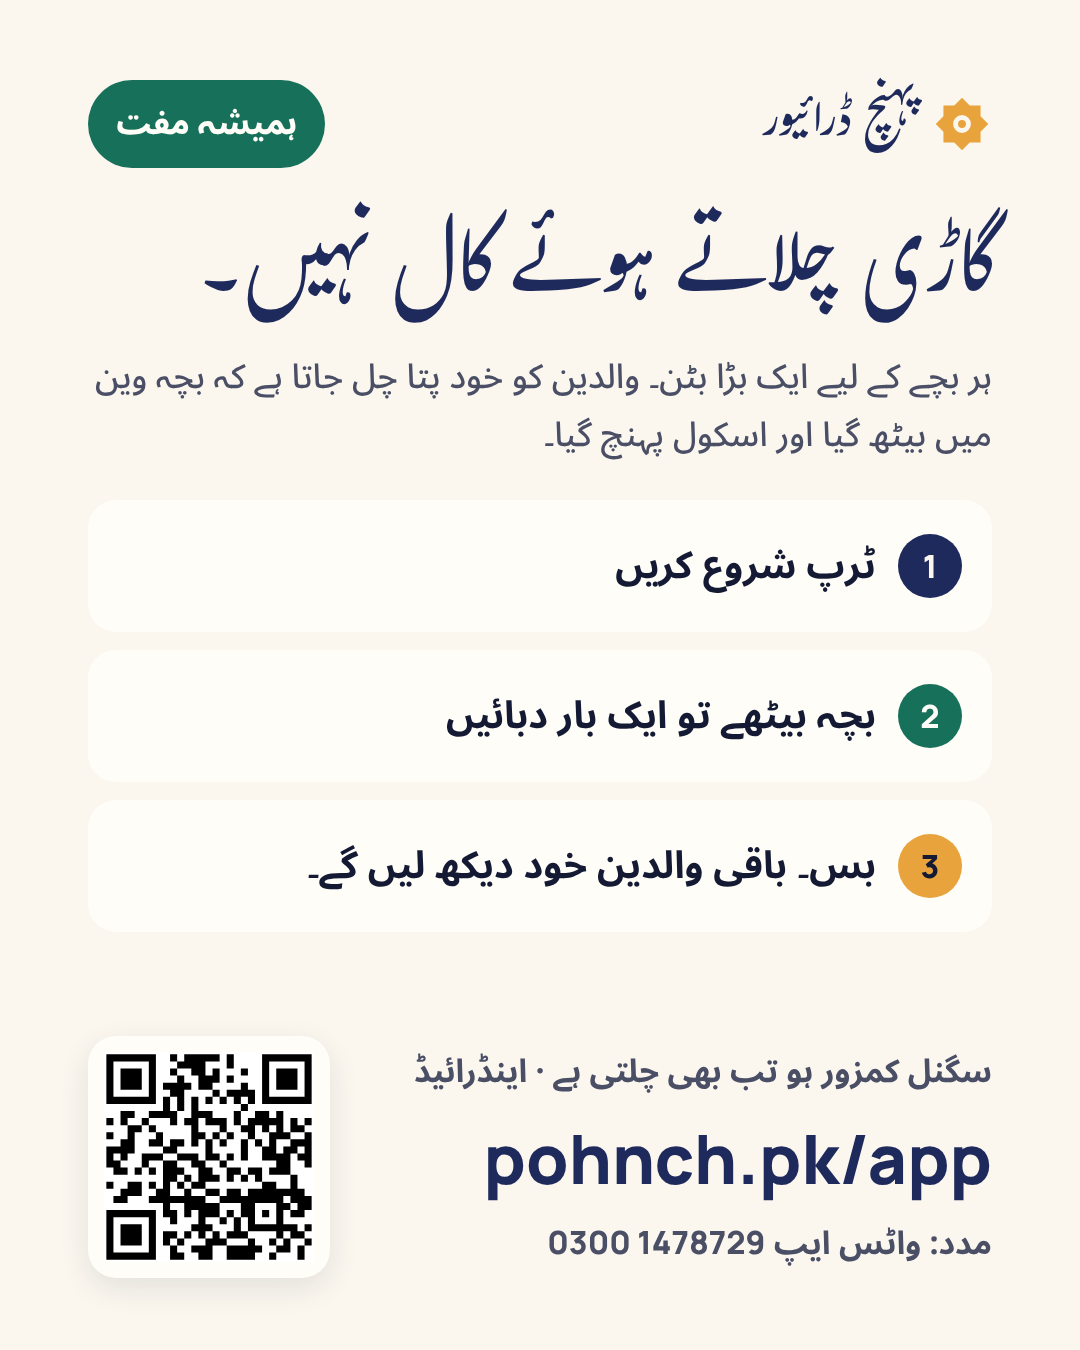 پہنچ ڈرائیور
ہمیشہ مفت
گاڑی چلاتے ہوئے کال نہیں۔
ہر بچے کے لیے ایک بڑا بٹن۔ والدین کو خود پتا چل جاتا ہے کہ بچہ وین
میں بیٹھ گیا اور اسکول پہنچ گیا۔
1 ٹرپ شروع کریں
2 بچہ بیٹھے تو ایک بار دبائیں
3 بس۔ باقی والدین خود دیکھ لیں گے۔
سگنل کمزور ہو تب بھی چلتی ہے · اینڈرائیڈ
pohnch.pk/app
مدد: واٹس ایپ 0300 1478729